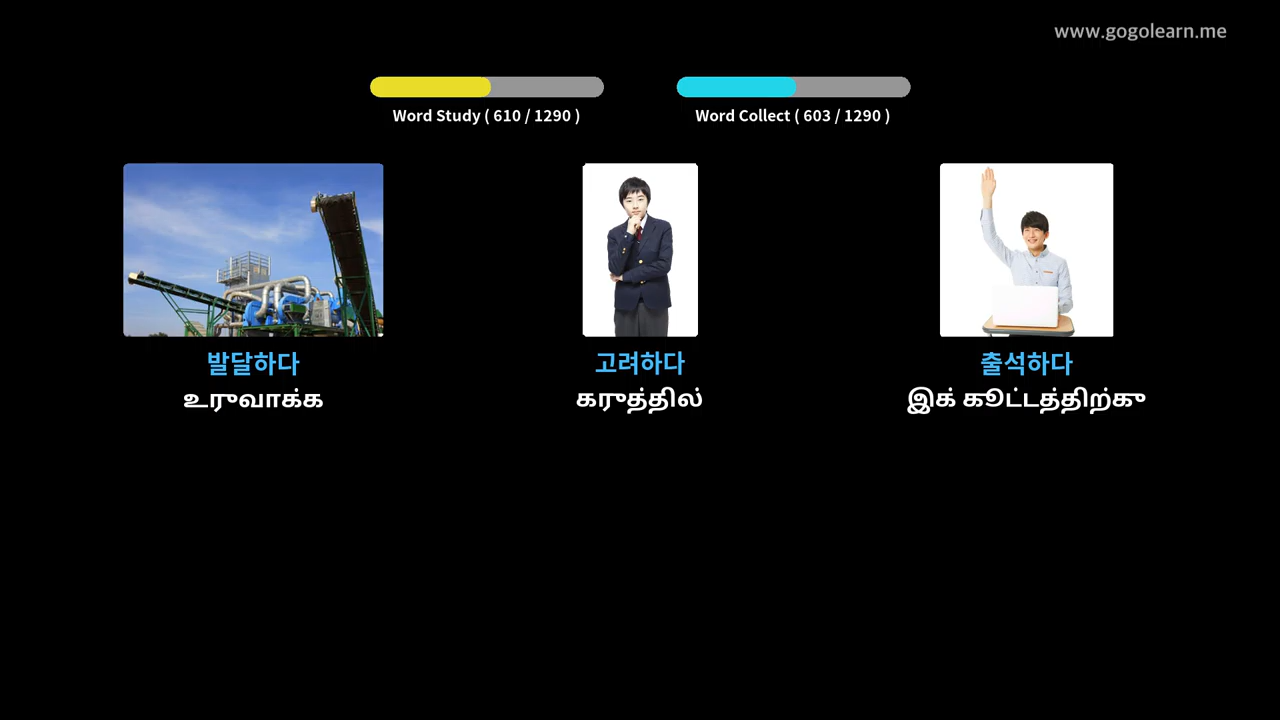 www.gogolearn.me
Word Study ( 610 / 1290 )
Word Collect ( 603 / 1290 )
발달하다
உருவாக்க
고려하다
கருத்தில்
출석하다
இக் கூட்டத்திற்கு